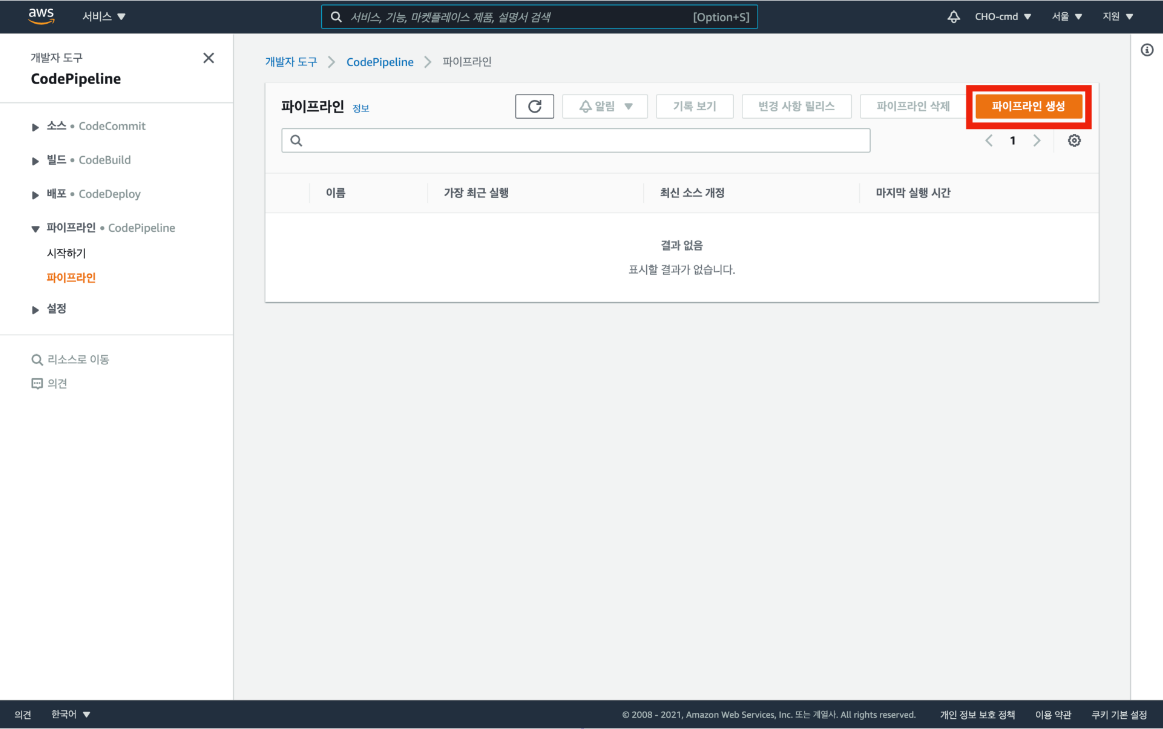 aws 서비스 ▼ 서비스, 기능, 마켓플레이스 제품, 설명서 검색 [Option+S] CHO-cmd ▼ 서울 ▼ 지원 ▼
개발자 도구
CodePipeline
소스 • CodeCommit
빌드 • CodeBuild
배포 • CodeDeploy
파이프라인 • CodePipeline
시작하기
파이프라인
설정
리소스로 이동
의견
개발자 도구 > CodePipeline > 파이프라인
파이프라인 정보 알림 ▼ 기록 보기 변경 사항 릴리스 파이프라인 삭제 파이프라인 생성
< 1 >
이름 가장 최근 실행 최신 소스 개정 마지막 실행 시간
결과 없음
표시할 결과가 없습니다.
의견 한국어 ▼ © 2008 - 2021, Amazon Web Services, Inc. 또는 계열사. All rights reserved. 개인 정보 보호 정책 이용 약관 쿠키 기본 설정